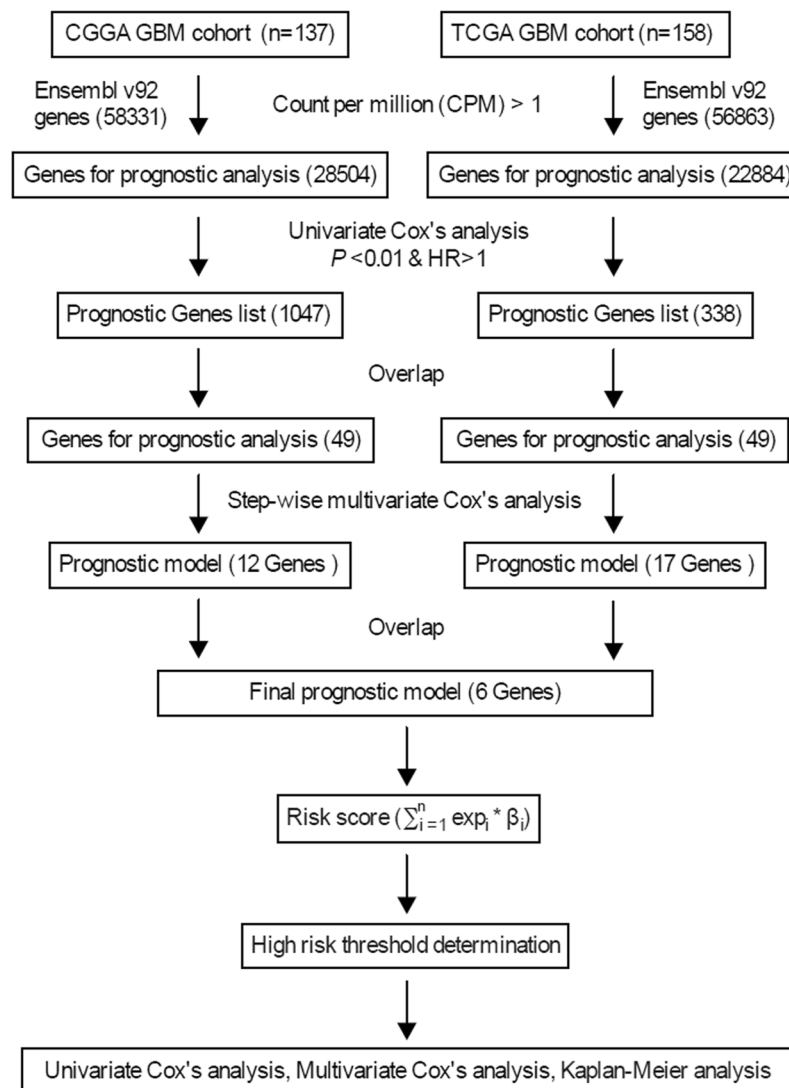 CGGA GBM cohort (n=137)
TCGA GBM cohort (n=158)
Ensembl v92
genes (58331)
Count per million (CPM) > 1
Ensembl v92
genes (56863)
Genes for prognostic analysis (28504)
Genes for prognostic analysis (22884)
Univariate Cox's analysis
P <0.01 & HR>1
Prognostic Genes list (1047)
Prognostic Genes list (338)
Overlap
Genes for prognostic analysis (49)
Genes for prognostic analysis (49)
Step-wise multivariate Cox's analysis
Prognostic model (12 Genes )
Prognostic model (17 Genes )
Overlap
Final prognostic model (6 Genes)
Risk score (∑ⁿᵢ₌₁ expᵢ * βᵢ)
High risk threshold determination
Univariate Cox's analysis, Multivariate Cox's analysis, Kaplan-Meier analysis